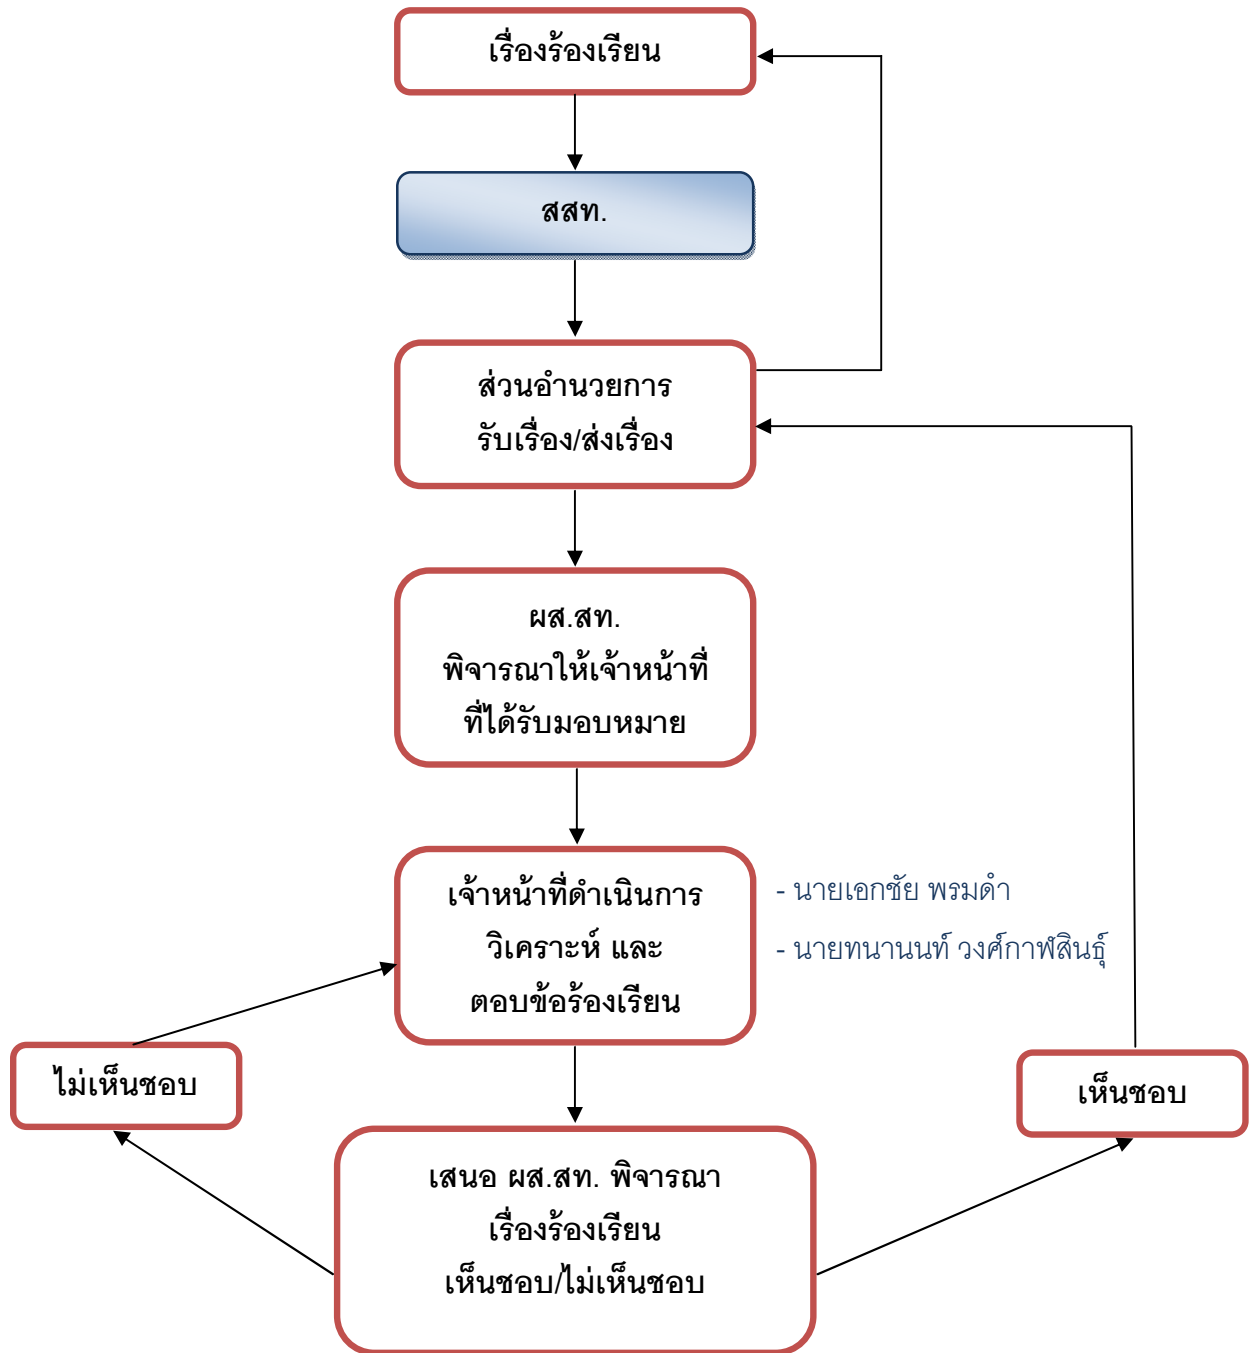 เรื่องร้องเรียน
สสท.
ส่วนอำนวยการ
รับเรื่อง/ส่งเรื่อง
ผส.สท.
พิจารณาให้เจ้าหน้าที่
ที่ได้รับมอบหมาย
เจ้าหน้าที่ดำเนินการ
วิเคราะห์ และ
ตอบข้อร้องเรียน
- นายเอกชัย พรมดำ
- นายทนานนท์ วงศ์กาฬสินธุ์
ไม่เห็นชอบ
เห็นชอบ
เสนอ ผส.สท. พิจารณา
เรื่องร้องเรียน
เห็นชอบ/ไม่เห็นชอบ